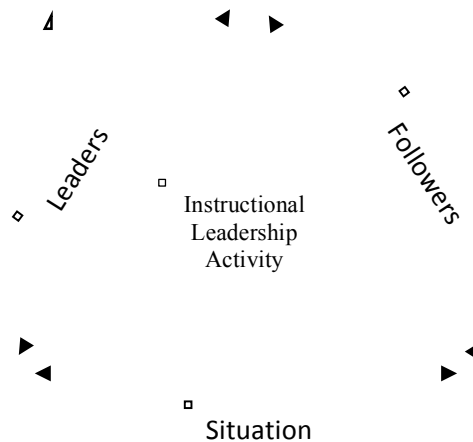 Leaders
Followers
Instructional
Leadership
Activity
Situation